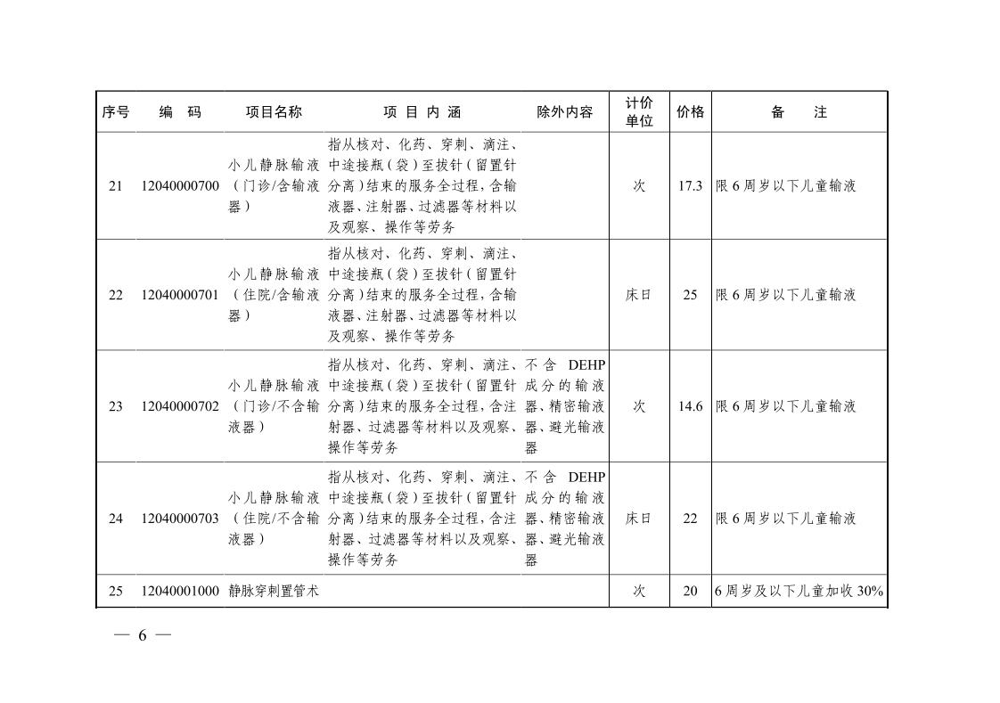 序号 编 码 项目名称 项 目 内 涵 除外内容 计价 价格 备 注
单位
指从核对、化药、穿刺、滴注、
小儿静脉输液 中途接瓶(袋)至拔针(留置针
21 12040000700 (门诊/含输液 分离)结束的服务全过程,含输 次 17.3 限 6 周岁以下儿童输液
器) 液器、注射器、过滤器等材料以
及观察、操作等劳务
指从核对、化药、穿刺、滴注、
小儿静脉输液 中途接瓶(袋)至拔针(留置针
22 12040000701 (住院/含输液 分离)结束的服务全过程,含输 床日 25 限 6 周岁以下儿童输液
器) 液器、注射器、过滤器等材料以
及观察、操作等劳务
指从核对、化药、穿刺、滴注、 不含 DEHP
小儿静脉输液 中途接瓶(袋)至拔针(留置针 成分的输液
23 12040000702 (门诊/不含输 分离)结束的服务全过程,含注 器、精密输液 次 14.6 限 6 周岁以下儿童输液
液器) 射器、过滤器等材料以及观察、 器、避光输液
操作等劳务 器
指从核对、化药、穿刺、滴注、 不含 DEHP
小儿静脉输液 中途接瓶(袋)至拔针(留置针 成分的输液
24 12040000703 (住院/不含输 分离)结束的服务全过程,含注 器、精密输液 床日 22 限 6 周岁以下儿童输液
液器) 射器、过滤器等材料以及观察、 器、避光输液
操作等劳务 器
25 12040001000 静脉穿刺置管术 次 20 6 周岁及以下儿童加收 30%
— 6 —